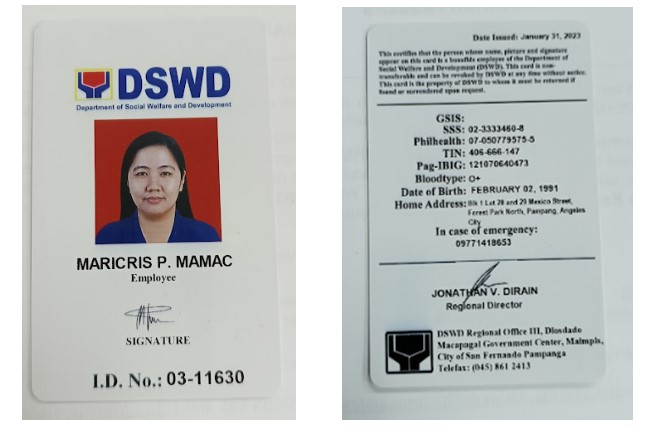 DSWD
Department of Social Welfare and Development
MARICRIS P. MAMAC
Employee
SIGNATURE
I.D. No.: 03-11630
Date Issued: January 31, 2023
This certifies that the person whose name, picture and signature
appear on this card is a bonafide employee of the Department of
Social Welfare and Development (DSWD). This card is non-
transferable and can be revoked by DSWD at any time without notice.
This card is the property of DSWD to whom it must be returned if
found or surrendered upon request.
GSIS:
SSS: 02-3333460-8
Philhealth: 07-050779575-5
TIN: 406-666-147
Pag-IBIG: 121070640473
Bloodtype: O+
Date of Birth: FEBRUARY 02, 1991
Home Address: Blk 1 Lot 28 and 29 Mexico Street,
Forest Park North, Pampang, Angeles
City
In case of emergency:
09771418653
JONATHAN V. DIRAIN
Regional Director
DSWD Regional Office III, Diosdado
Macapagal Government Center, Maimpis,
City of San Fernando Pampanga
Telefax: (045) 861 2413